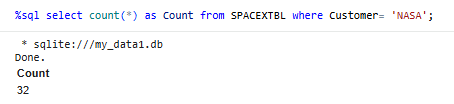 %sql select count(*) as Count from SPACEXTBL where Customer= 'NASA';
* sqlite:///my_data1.db
Done.
Count
32